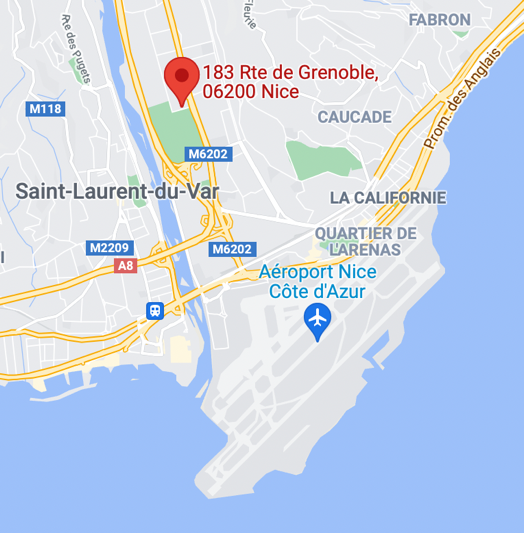 FABRON
Rte des Pugets
Fleurie
183 Rte de Grenoble,
06200 Nice
Prom. des Anglais
M118
CAUCADE
M6202
Saint-Laurent-du-Var
LA CALIFORNIE
QUARTIER DE
L'ARENAS
M2209
M6202
A8
Aéroport Nice
Côte d'Azur